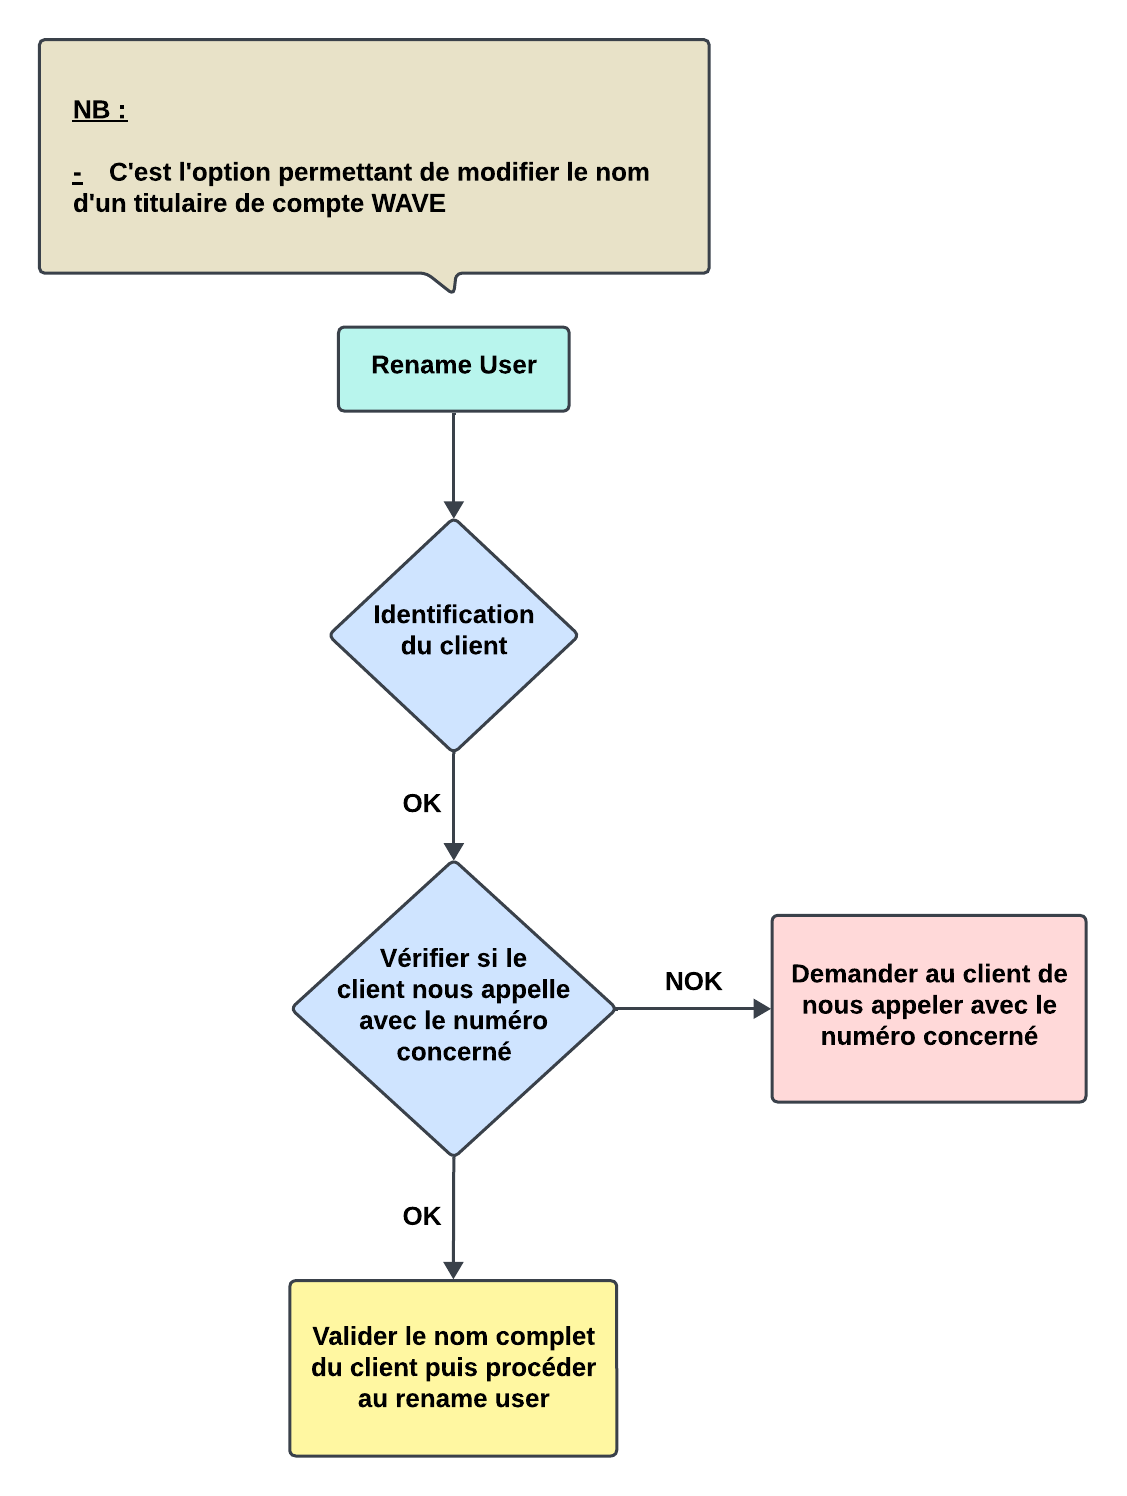 NB :
-    C'est l'option permettant de modifier le nom
d'un titulaire de compte WAVE
Rename User
Identification
du client
OK
Vérifier si le
client nous appelle
avec le numéro
concerné
NOK
Demander au client de
nous appeler avec le
numéro concerné
OK
Valider le nom complet
du client puis procéder
au rename user